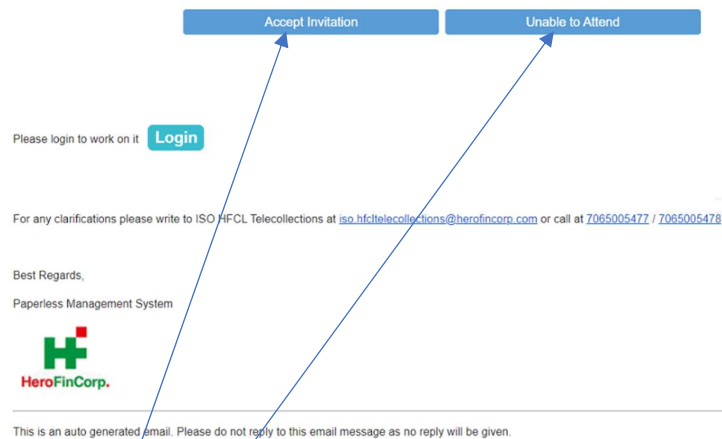 Accept Invitation Unable to Attend
Please login to work on it Login
For any clarifications please write to ISO HFCL Telecollections at iso.hfcltelecollections@herofincorp.com or call at 7065005477 / 7065005478
Best Regards,
Paperless Management System
HeroFinCorp.
This is an auto generated email. Please do not reply to this email message as no reply will be given.